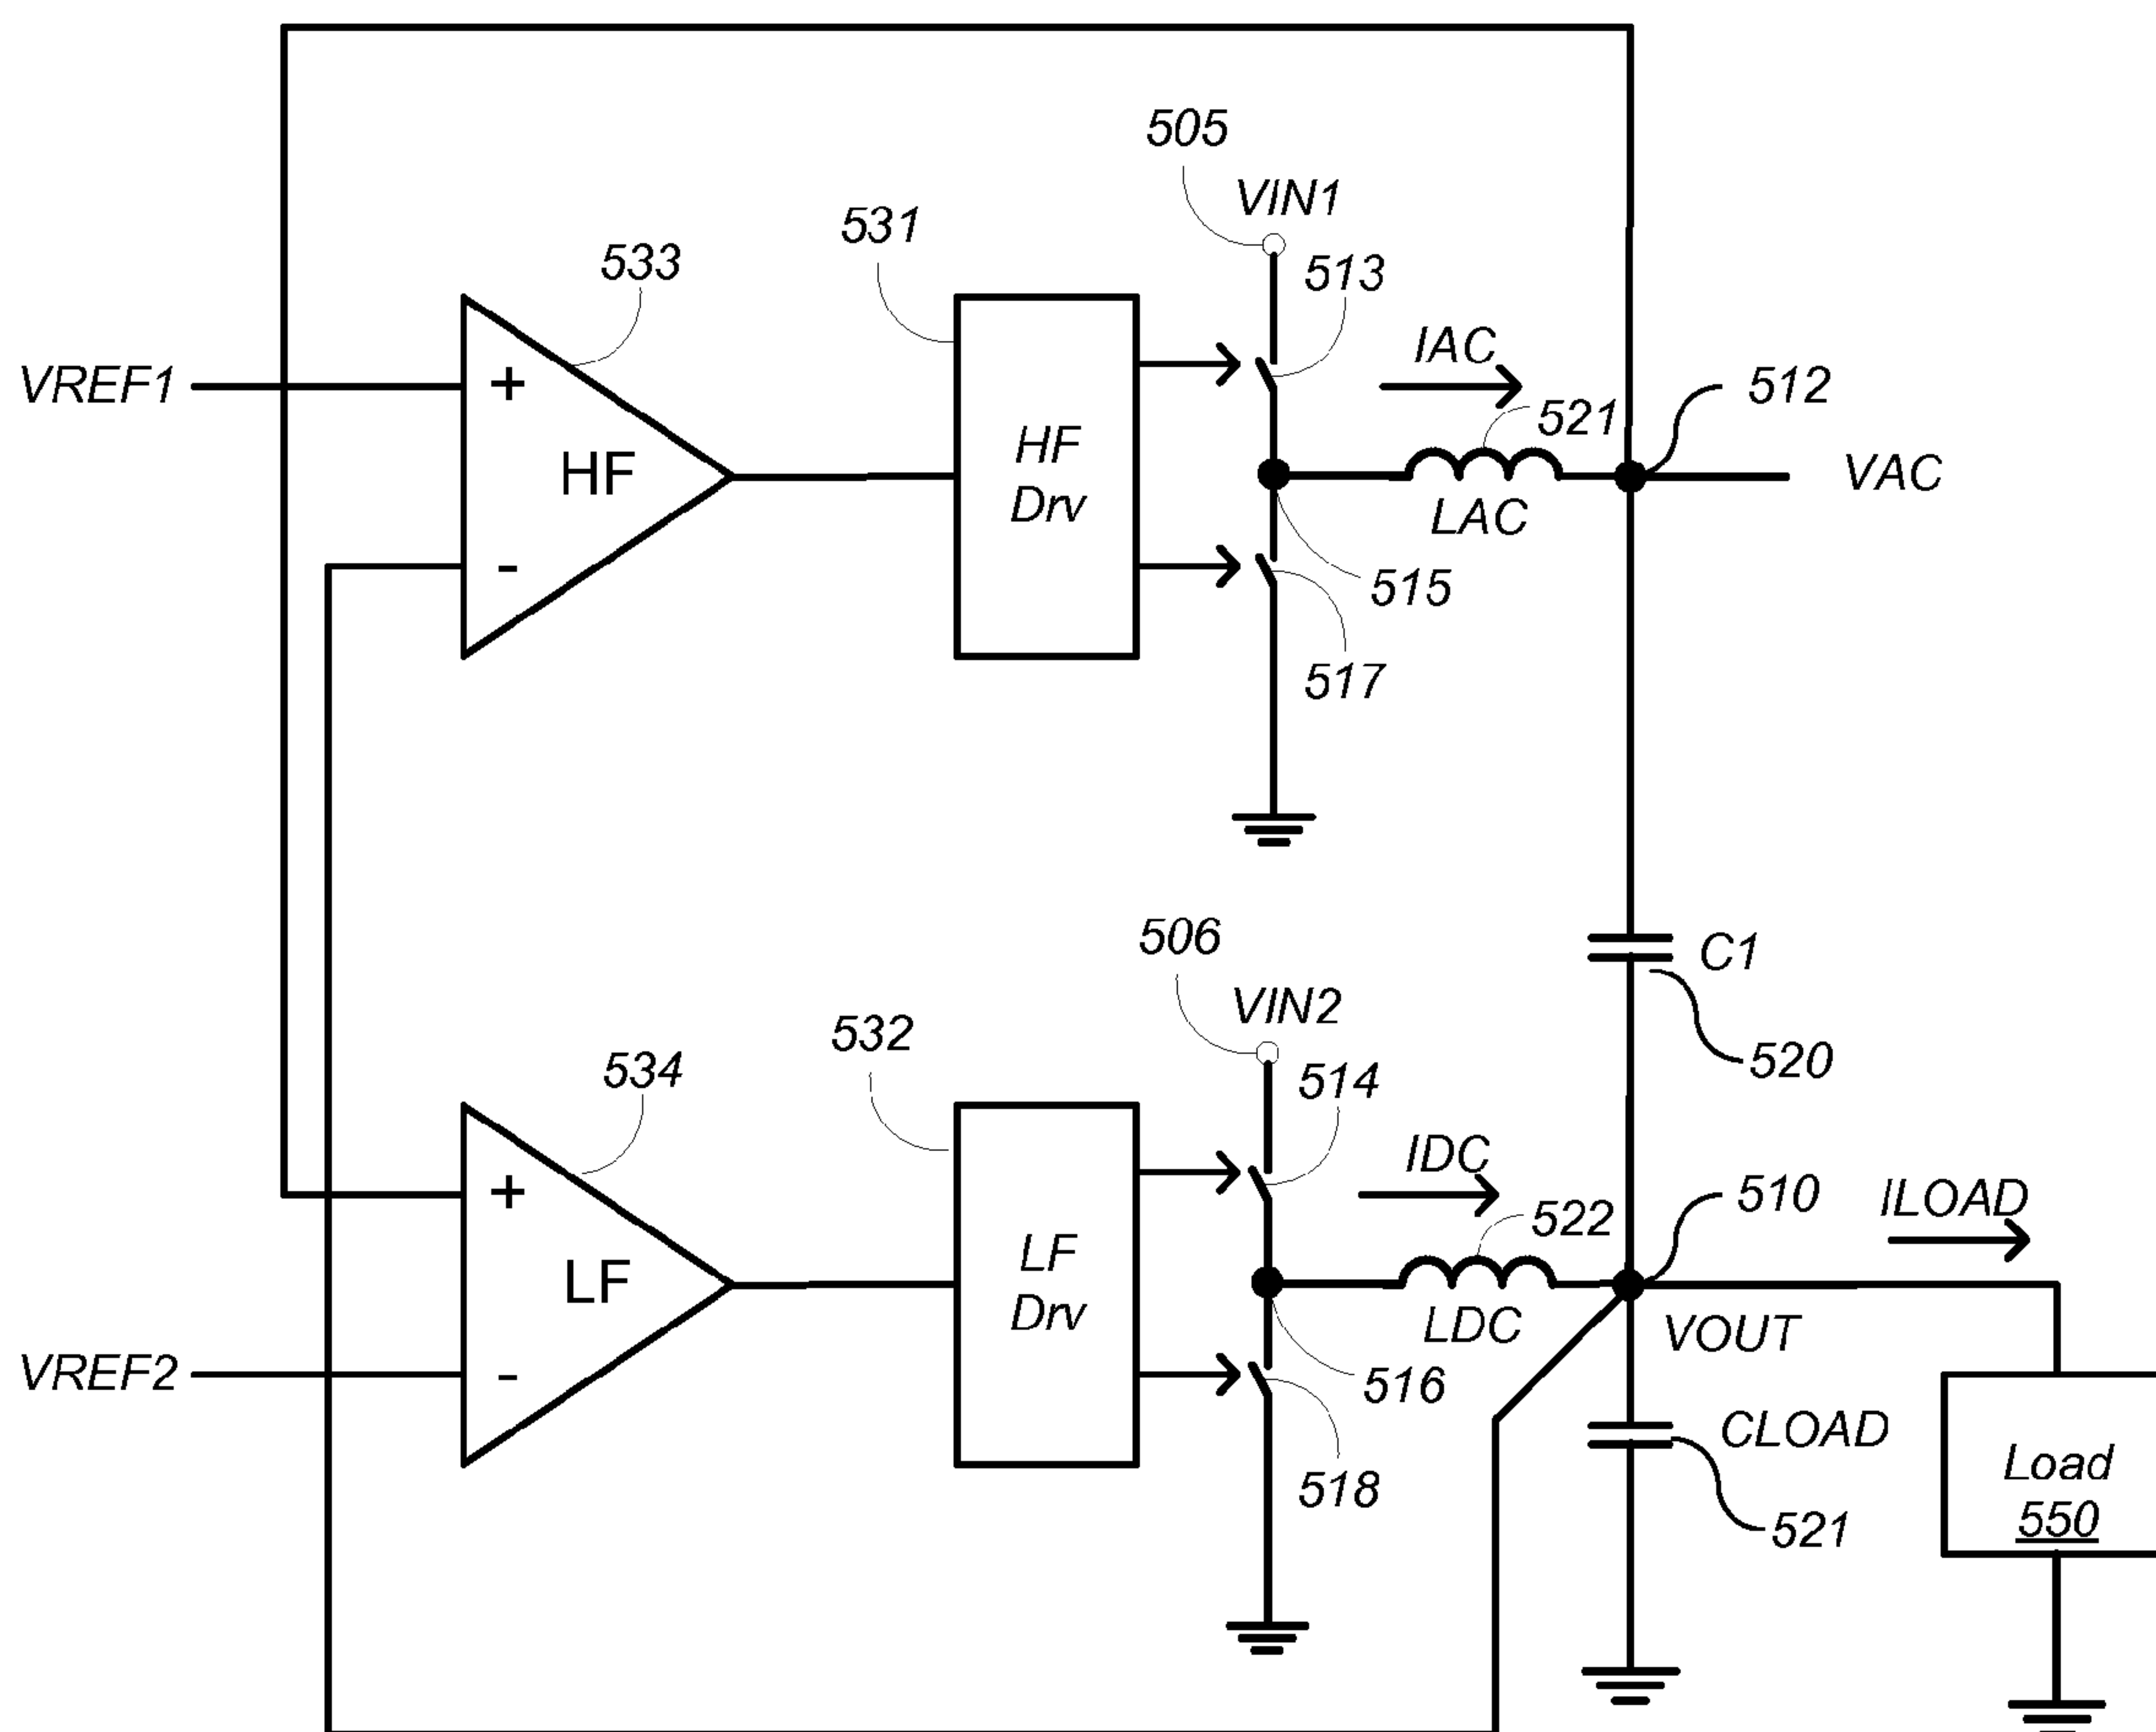 505
VIN1
531
533
513
IAC
521
512
VREF1
+
HF
HF
Drv
VAC
LAC
-
515
517
506
VIN2
C1
520
532
534
514
IDC
522
510
ILOAD
+
LF
LF
Drv
LDC
VOUT
VREF2
-
516
518
CLOAD
521
Load
550